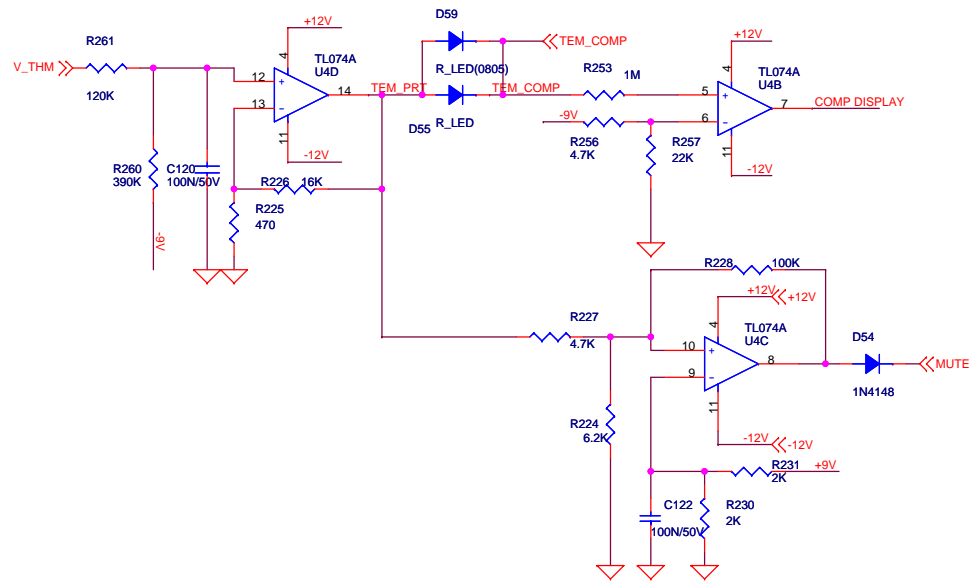 +12V
D59
R261
V_THM
120K
4
12
13
14
TL074A
U4D
11
-12V
TEM_PRT
R_LED(0805)
TEM_COMP
TEM_COMP
D55
R_LED
R253
1M
-9V
R256
4.7K
R257
22K
+12V
4
TL074A
U4B
5
6
7
COMP DISPLAY
11
-12V
R260
390K
C120
100N/50V
R226
16K
R225
470
-9V
R228
100K
+12V
+12V
R227
4.7K
4
TL074A
U4C
10
9
8
11
D54
1N4148
MUTE
-12V
-12V
R224
6.2K
R231
2K
+9V
C122
100N/50V
R230
2K